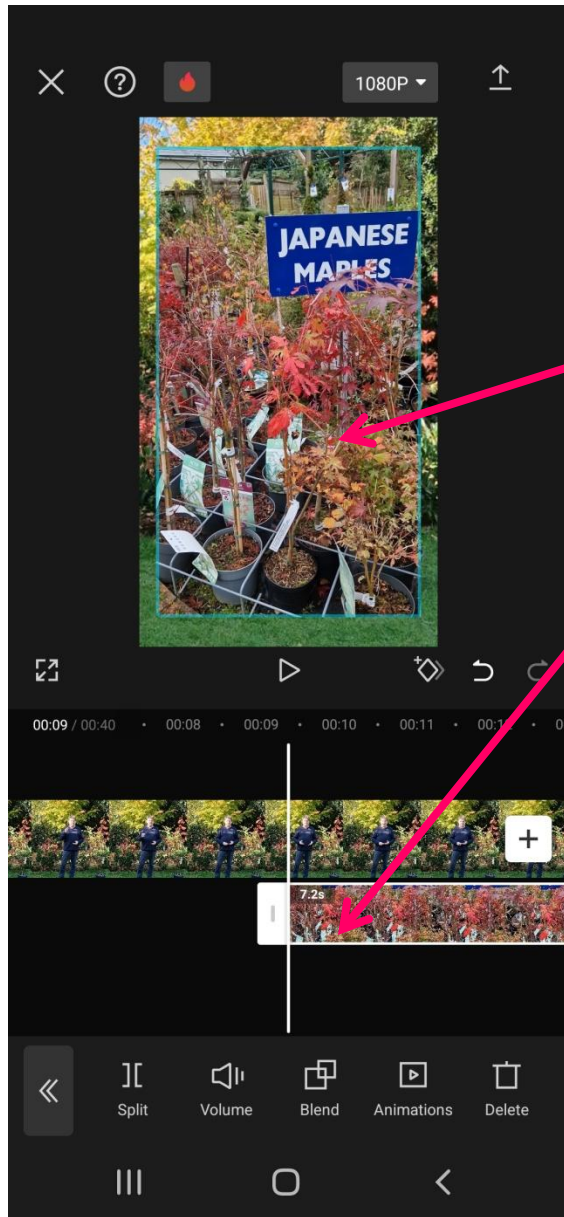 1080P
JAPANESE
MAPLES
00:09 / 00:40 • 00:08 • 00:09 • 00:10 • 00:11 •
7.2s
Split Volume Blend Animations Delete